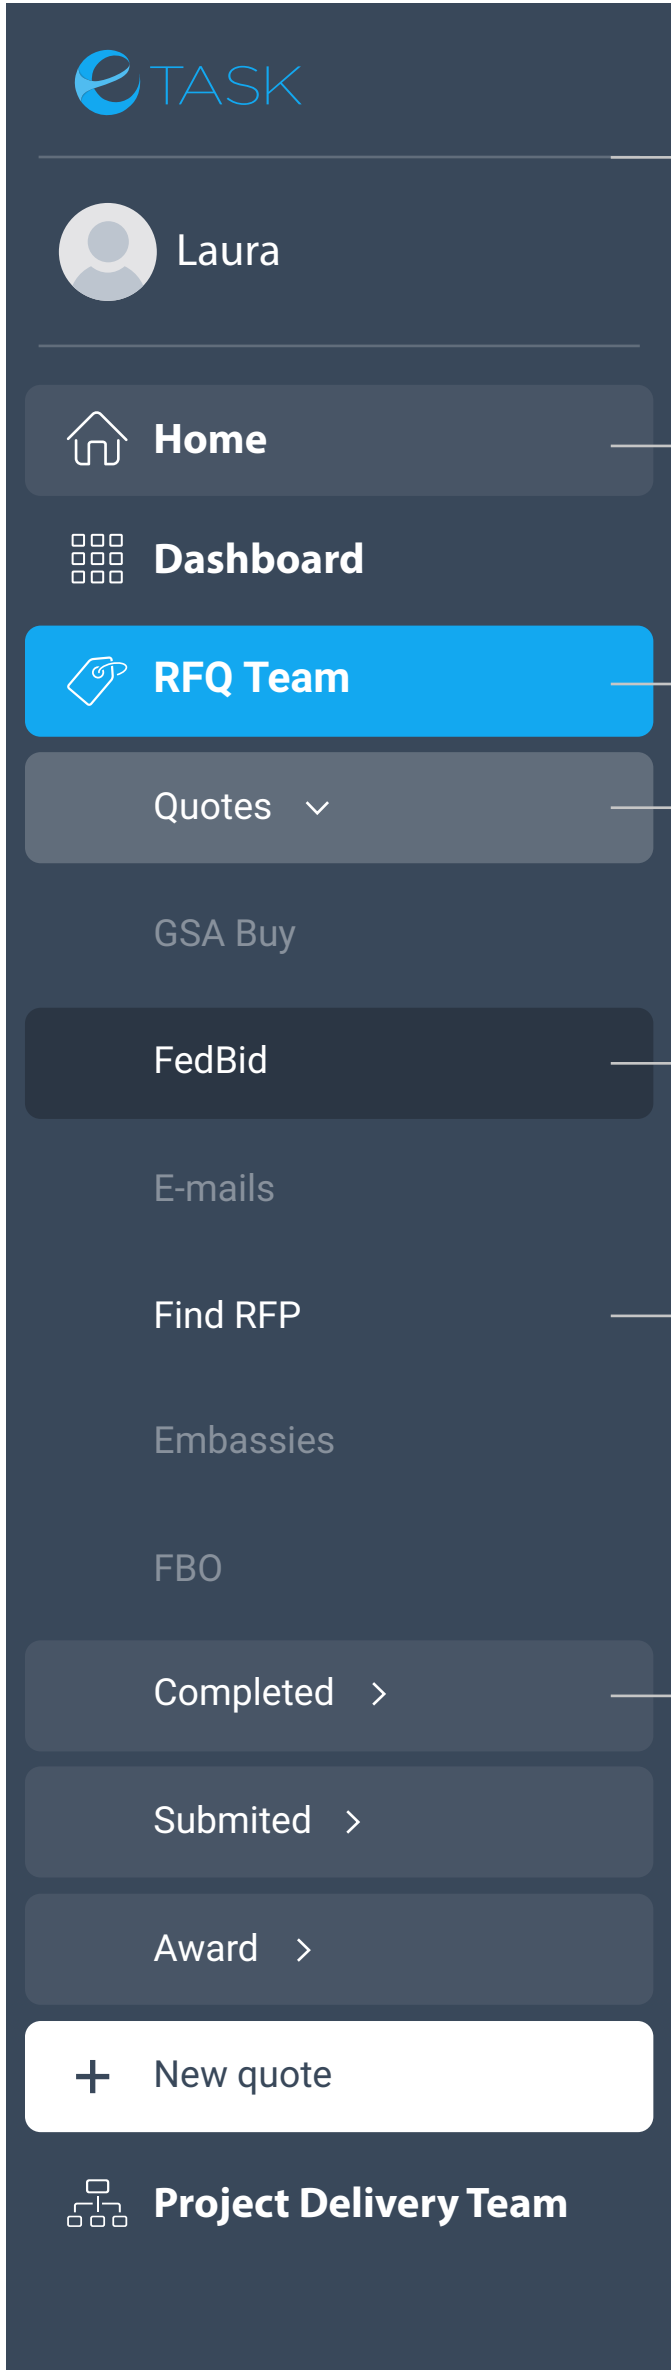 e TASK
Laura
Home
Dashboard
RFQ Team
Quotes
GSA Buy
FedBid
E-mails
Find RFP
Embassies
FBO
Completed
Submited
Award
New quote
Project Delivery Team